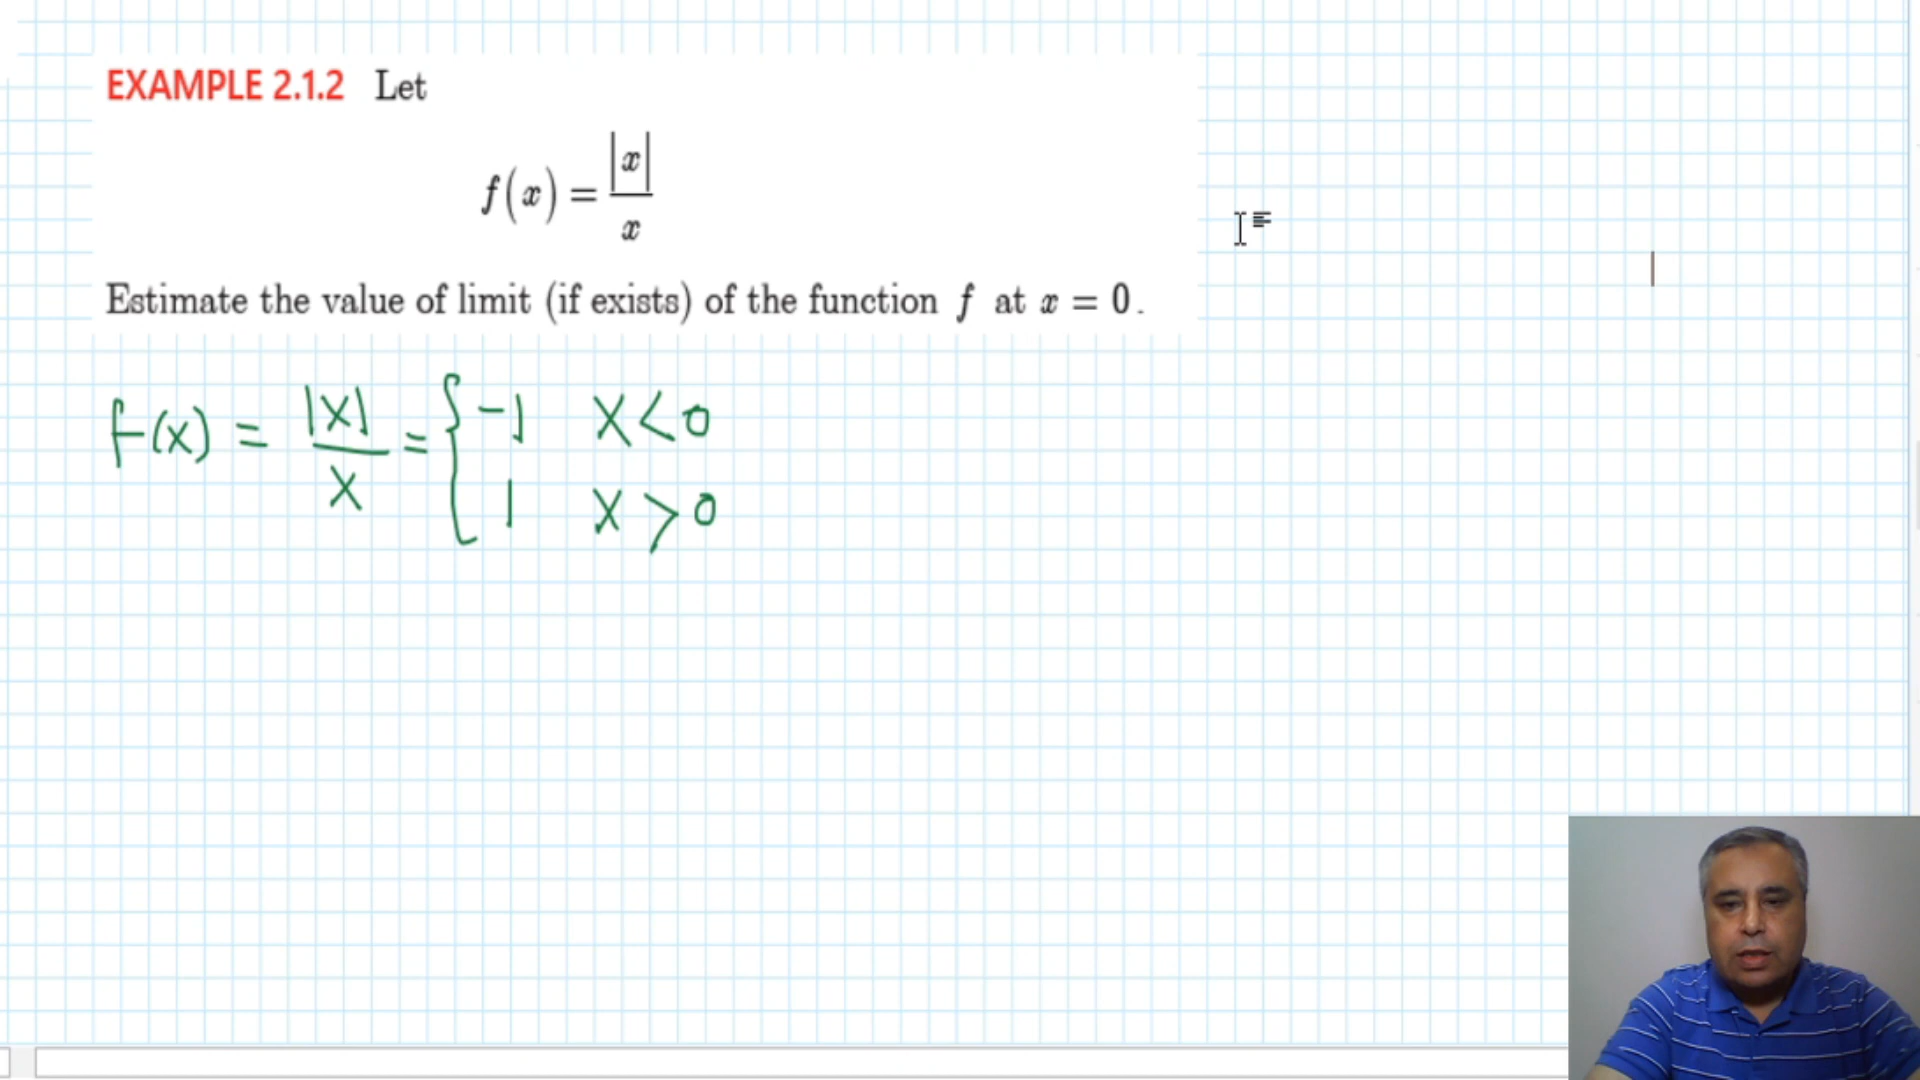 EXAMPLE 2.1.2 Let
f(x) = |x| / x
Estimate the value of limit (if exists) of the function f at x = 0.
f(x) = |x| / x = { -1 x < 0
1 x > 0